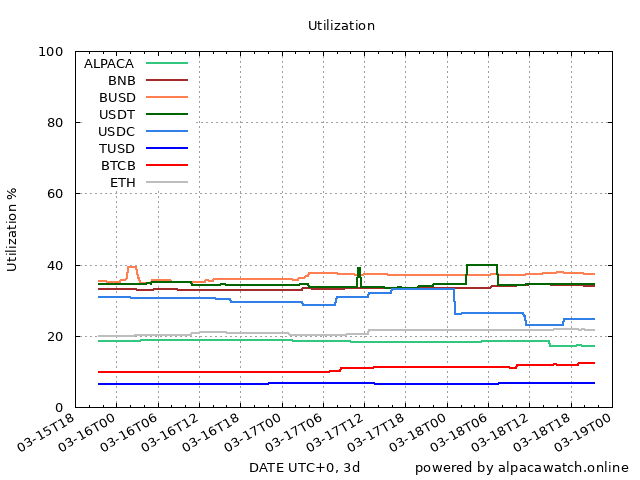 Utilization
100
80
60
40
20
0
Utilization %
ALPACA
BNB
BUSD
USDT
USDC
TUSD
BTCB
ETH
03-15T18
03-16T00
03-16T06
03-16T12
03-16T18
03-17T00
03-17T06
03-17T12
03-17T18
03-18T00
03-18T06
03-18T12
03-18T18
03-19T00
DATE UTC+0, 3d
powered by alpacawatch.online